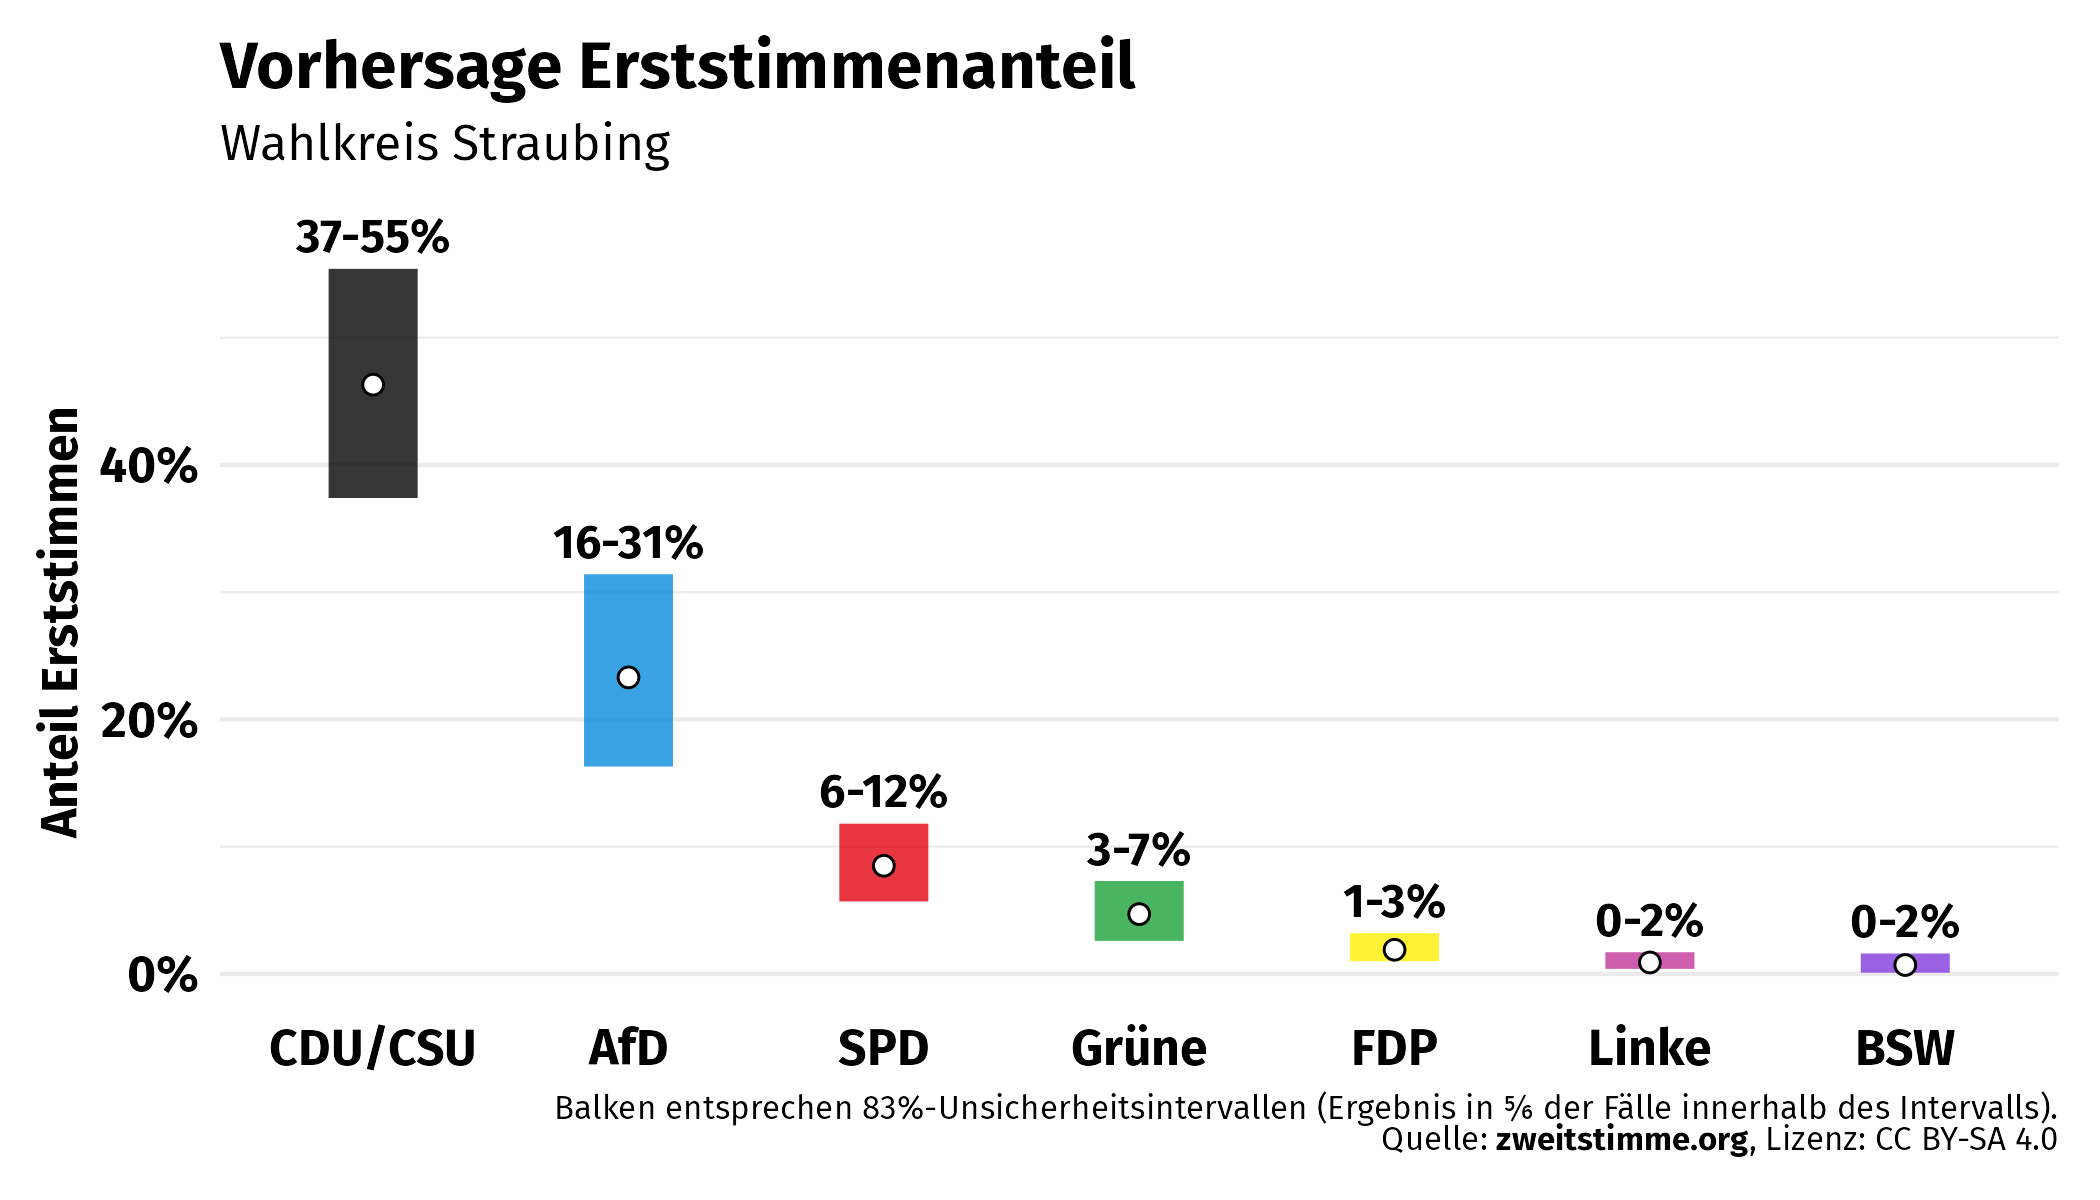 Vorhersage Erststimmenanteil
Wahlkreis Straubing
37-55%
16-31%
6-12%
3-7%
1-3%
0-2%
0-2%
Anteil Erststimmen
40%
20%
0%
CDU/CSU
AfD
SPD
Grüne
FDP
Linke
BSW
Balken entsprechen 83%-Unsicherheitsintervallen (Ergebnis in ⅚ der Fälle innerhalb des Intervalls).
Quelle: zweitstimme.org, Lizenz: CC BY-SA 4.0